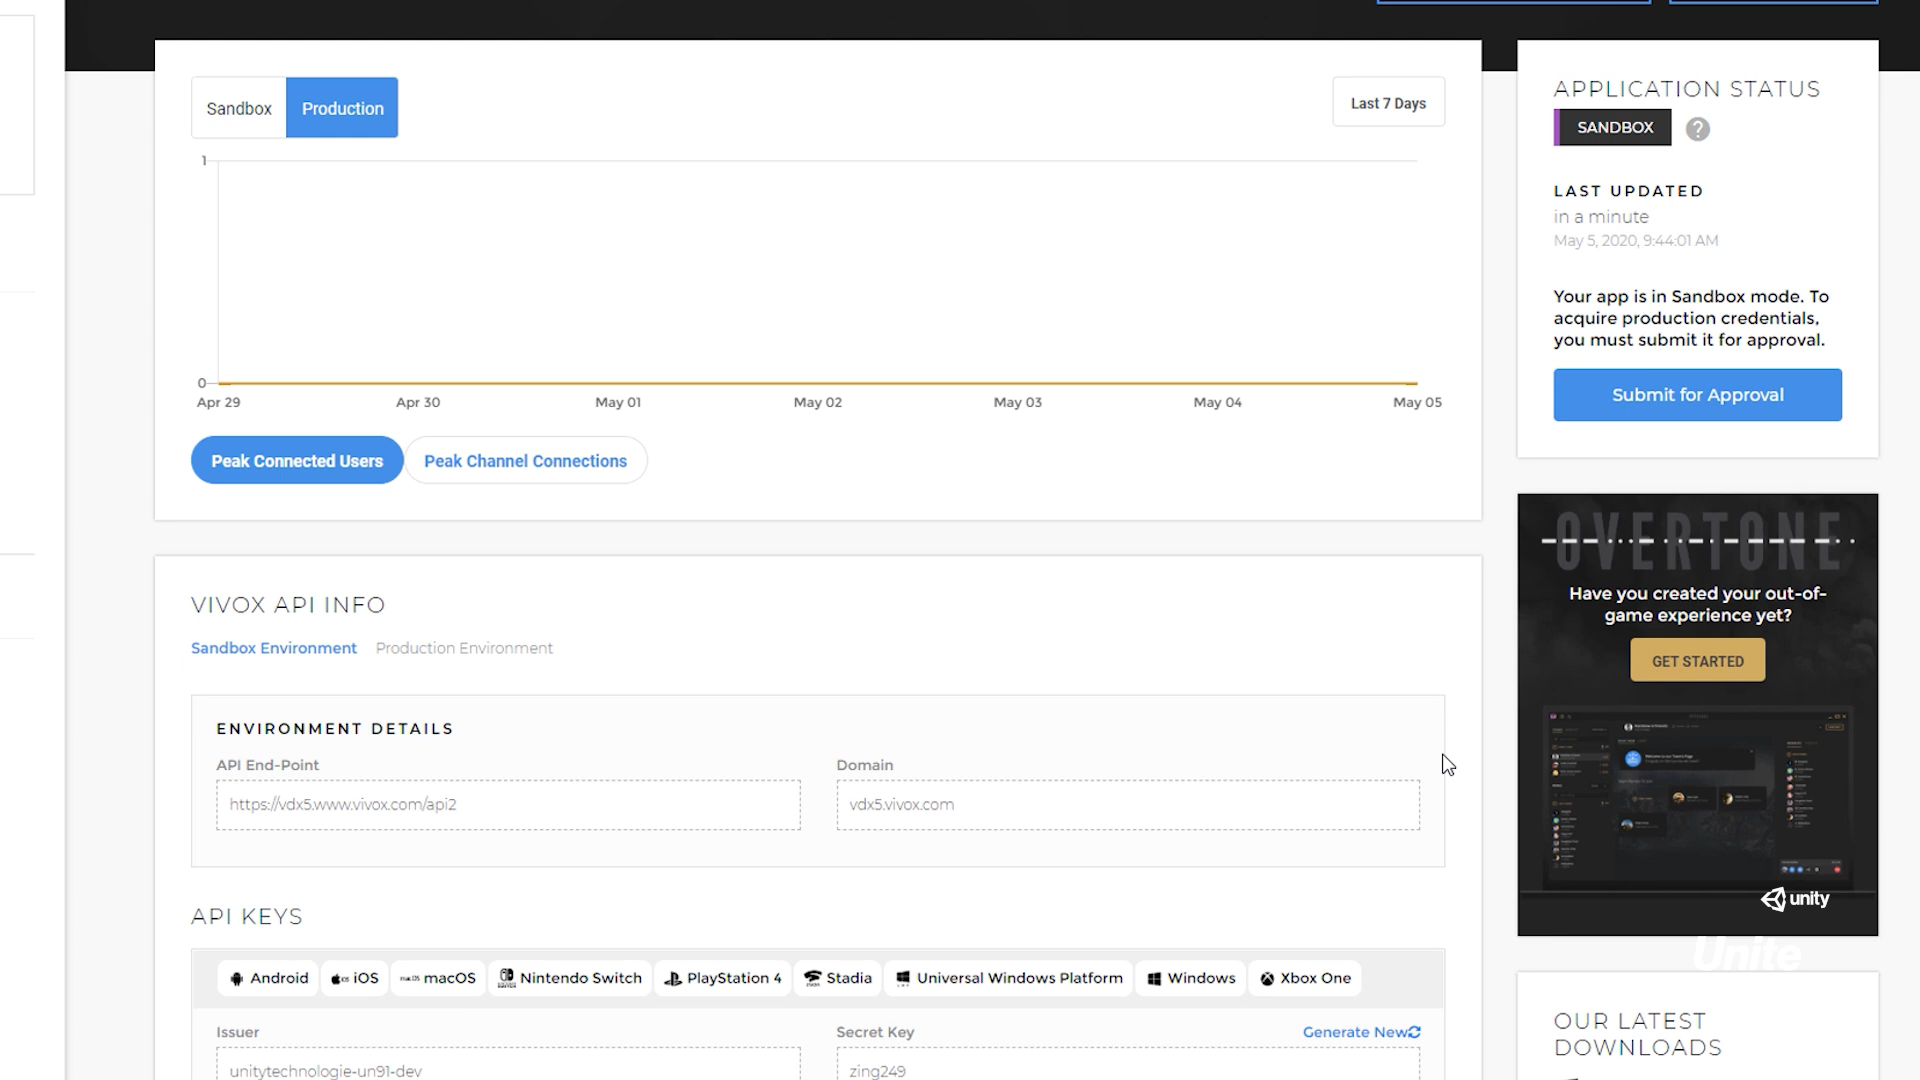 Sandbox
Production
Last 7 Days
1
0
Apr 29
Apr 30
May 01
May 02
May 03
May 04
May 05
Peak Connected Users
Peak Channel Connections
VIVOX API INFO
Sandbox Environment
Production Environment
ENVIRONMENT DETAILS
API End-Point
Domain
https://vdx5.www.vivox.com/api2
vdx5.vivox.com
API KEYS
Android
iOS
macOS
Nintendo Switch
PlayStation 4
Stadia
Universal Windows Platform
Windows
Xbox One
Issuer
Secret Key
Generate New
unitytechnologie-un91-dev
zing249
APPLICATION STATUS
SANDBOX
?
LAST UPDATED
in a minute
May 5, 2020, 9:44:01 AM
Your app is in Sandbox mode. To
acquire production credentials,
you must submit it for approval.
Submit for Approval
OVERTONE
Have you created your out-of-
game experience yet?
GET STARTED
unity
Unite
OUR LATEST
DOWNLOADS